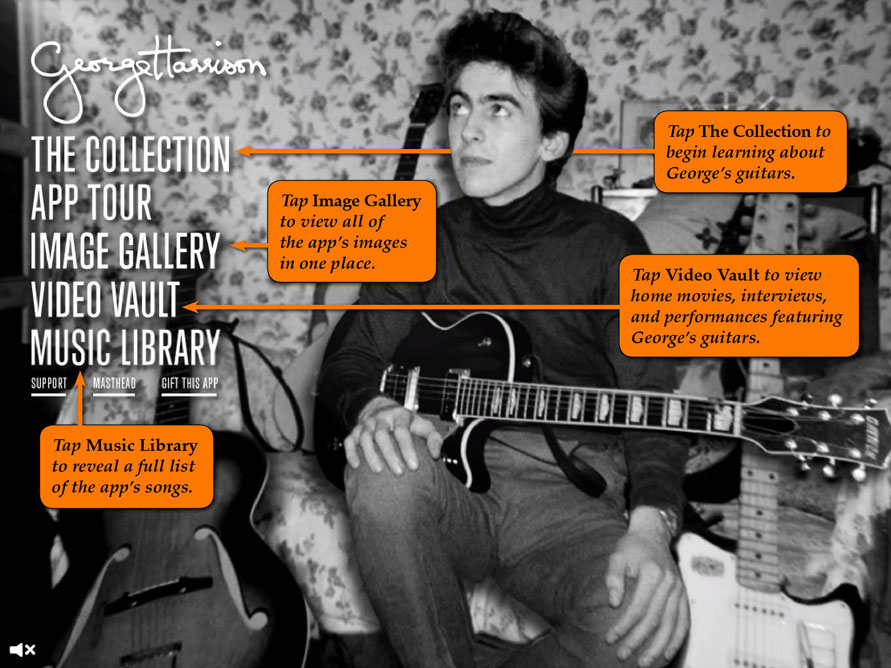 George Harrison
THE COLLECTION
APP TOUR
IMAGE GALLERY
VIDEO VAULT
MUSIC LIBRARY
SUPPORT MASTHEAD GIFT THIS APP
Tap The Collection to
begin learning about
George's guitars.
Tap Image Gallery
to view all of
the app's images
in one place.
Tap Video Vault to view
home movies, interviews,
and performances featuring
George's guitars.
Tap Music Library
to reveal a full list
of the app's songs.
GRETSCH